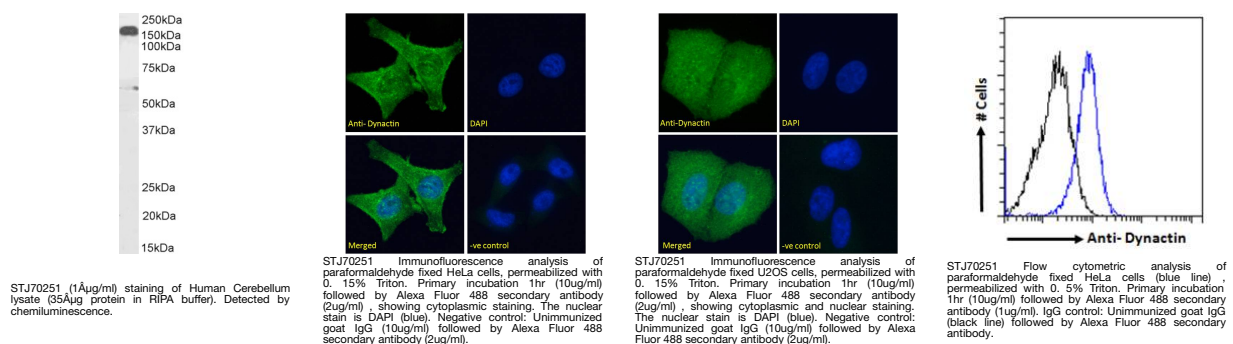 250kDa
150kDa
100kDa
75kDa
50kDa
37kDa
25kDa
20kDa
15kDa
STJ70251 (1Âµg/ml) staining of Human Cerebellum
lysate (35Âµg protein in RIPA buffer). Detected by
chemiluminescence.
Anti- Dynactin
DAPI
Merged
-ve control
STJ70251 Immunofluorescence analysis of
paraformaldehyde fixed HeLa cells, permeabilized with
0. 15% Triton. Primary incubation 1hr (10ug/ml)
followed by Alexa Fluor 488 secondary antibody
(2ug/ml) , showing cytoplasmic staining. The nuclear
stain is DAPI (blue). Negative control: Unimmunized
goat IgG (10ug/ml) followed by Alexa Fluor 488
secondary antibody (2ug/ml).
Anti- Dynactin
DAPI
Merged
-ve control
STJ70251 Immunofluorescence analysis of
paraformaldehyde fixed U2OS cells, permeabilized with
0. 15% Triton. Primary incubation 1hr (10ug/ml)
followed by Alexa Fluor 488 secondary antibody
(2ug/ml) , showing cytoplasmic and nuclear staining.
The nuclear stain is DAPI (blue). Negative control:
Unimmunized goat IgG (10ug/ml) followed by Alexa
Fluor 488 secondary antibody (2ug/ml).
# Cells
Anti- Dynactin
STJ70251 Flow cytometric analysis of
paraformaldehyde fixed HeLa cells (blue line) ,
permeabilized with 0. 5% Triton. Primary incubation
1hr (10ug/ml) followed by Alexa Fluor 488 secondary
antibody (1ug/ml). IgG control: Unimmunized goat IgG
(black line) followed by Alexa Fluor 488 secondary
antibody.